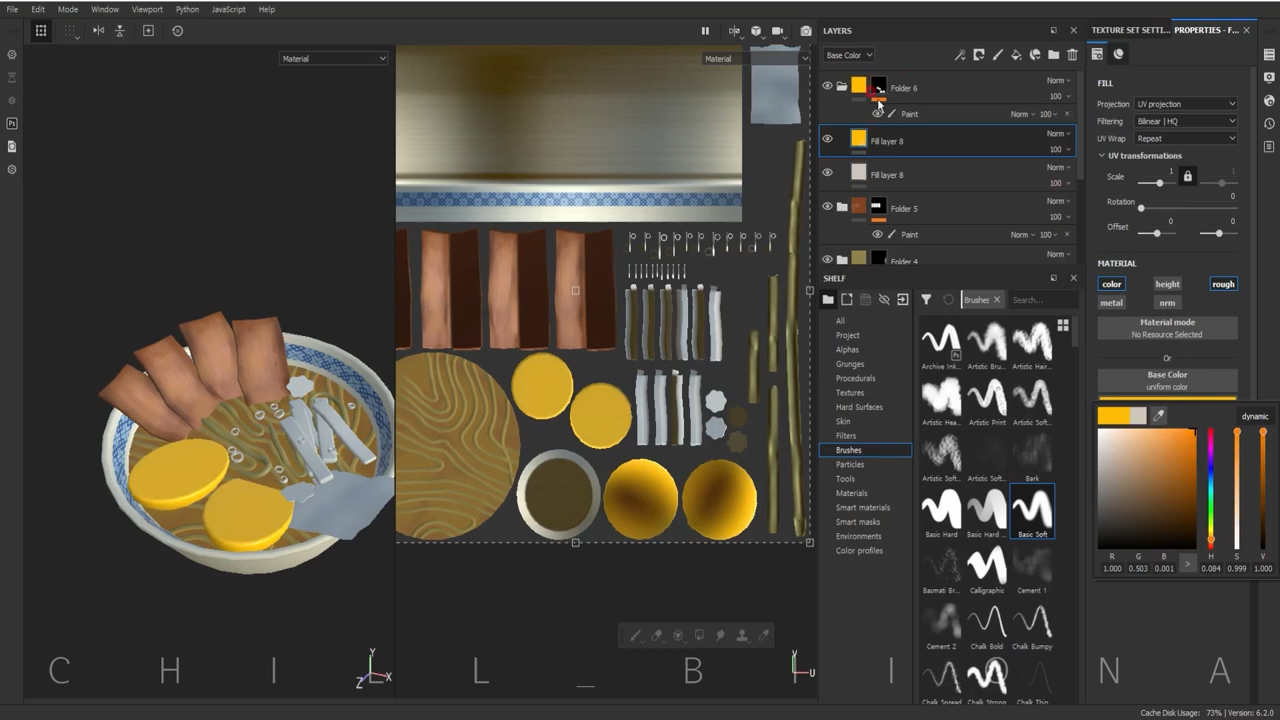 File Edit Mode Window Viewport Python JavaScript Help
Material
Material
LAYERS
Base Color
Folder 6 Norm
100
Paint Norm 100
Fill layer 8 Norm
100
Fill layer 8 Norm
100
Folder 5 Norm
100
Paint Norm 100
Folder 4 Norm
SHELF
Brushes Search...
All
Project
Alphas
Grunges
Procedurals
Textures
Hard Surfaces
Skin
Filters
Brushes
Particles
Tools
Materials
Smart materials
Smart masks
Environments
Color profiles
Archive Ink... Artistic Bru... Artistic Hair...
Artistic Hea... Artistic Print Artistic Soft...
Artistic Soft... Artistic Soft... Bark
Basic Hard Basic Hard ... Basic Soft
Basmati Br... Calligraphic Cement 1
Cement 2 Chalk Bold Chalk Bumpy
Chalk Spread Chalk Strong Chalk Thin
TEXTURE SET SETTI... PROPERTIES - F...
FILL
Projection UV projection
Filtering Bilinear | HQ
UV Wrap Repeat
UV transformations
Scale 1 1
Rotation 0
Offset 0 0
MATERIAL
color height rough
metal nrm
Material mode
No Resource Selected
Or
Base Color
uniform color
dynamic
R G B > H S V
1.000 0.503 0.001 0.084 0.999 1.000
Y
Z X
V
U
C H I L L _ B I I N A
Cache Disk Usage: 73% | Version: 6.2.0